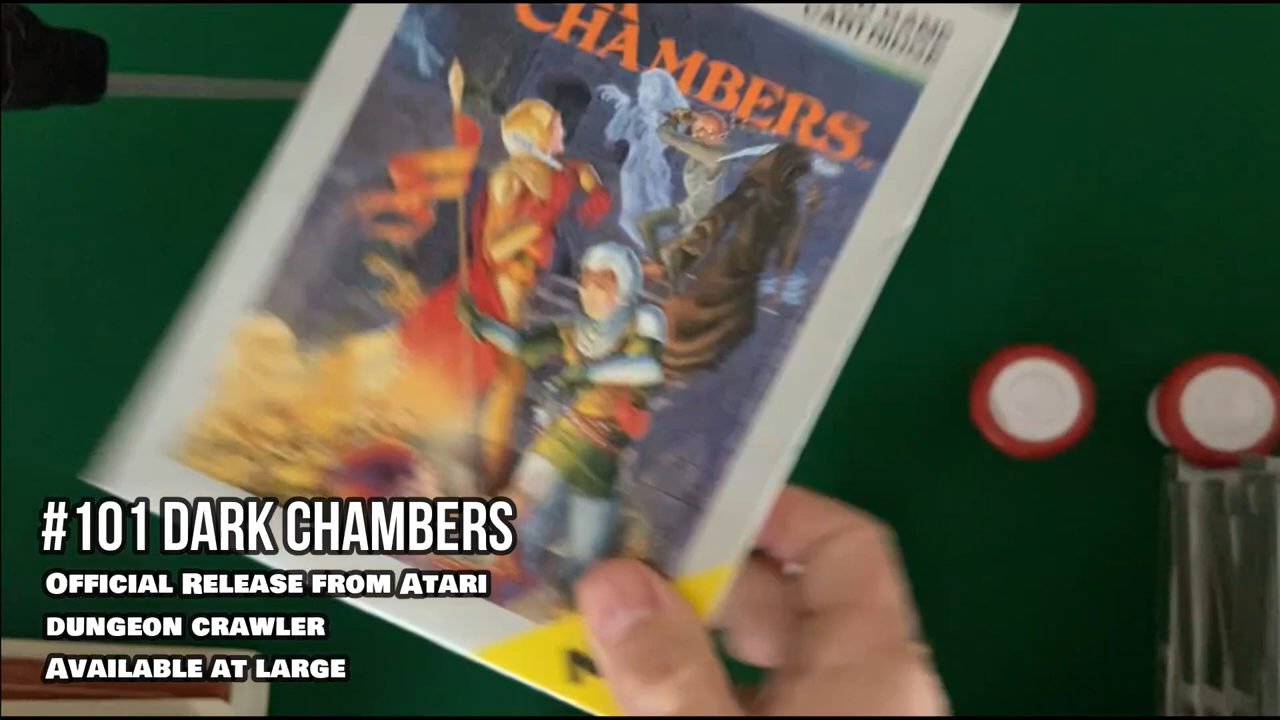 CHAMBERS
#101 DARK CHAMBERS
OFFICIAL RELEASE FROM ATARI
DUNGEON CRAWLER
AVAILABLE AT LARGE